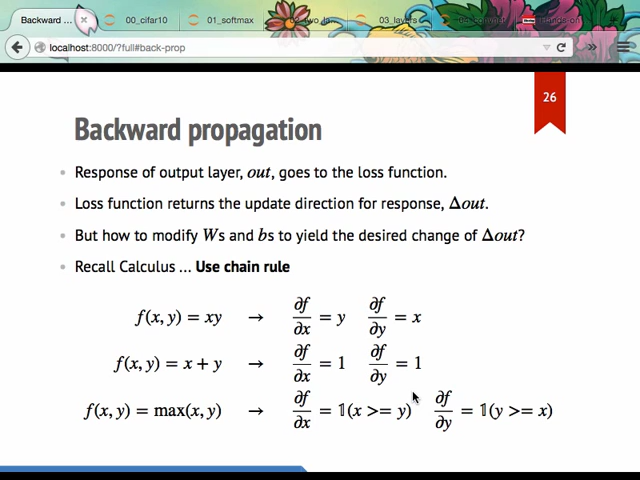 Backward ...
00_cifar10
01_softmax
03_layers
localhost:8000/?full#back-prop
26
Backward propagation
Response of output layer, out, goes to the loss function.
Loss function returns the update direction for response, Δout.
But how to modify Ws and bs to yield the desired change of Δout?
Recall Calculus ... Use chain rule
f(x, y) = xy → ∂f/∂x = y ∂f/∂y = x
f(x, y) = x + y → ∂f/∂x = 1 ∂f/∂y = 1
f(x, y) = max(x, y) → ∂f/∂x = 𝟙(x >= y) ∂f/∂y = 𝟙(y >= x)